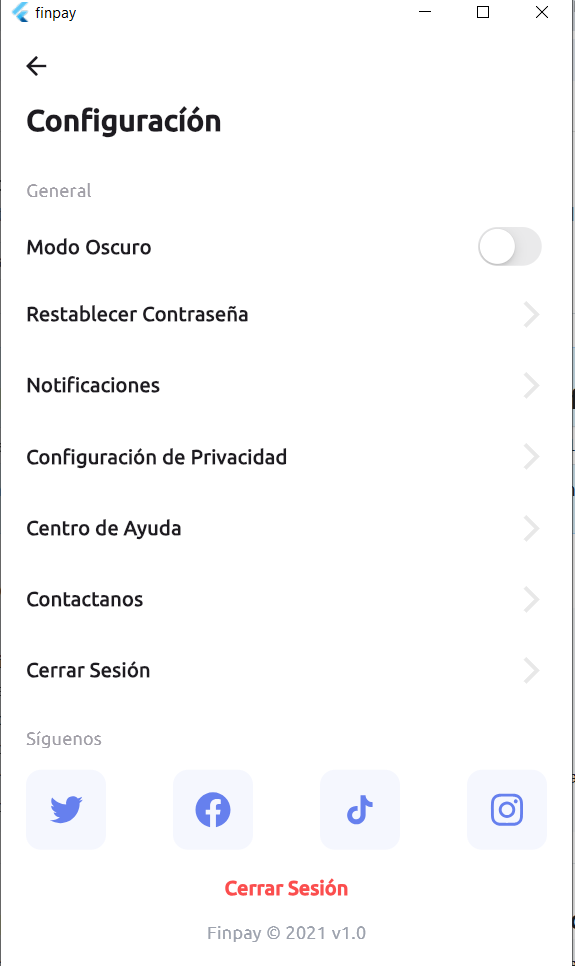 finpay
Configuracíón
General
Modo Oscuro
Restablecer Contraseña
Notificaciones
Configuración de Privacidad
Centro de Ayuda
Contactanos
Cerrar Sesión
Síguenos
Cerrar Sesión
Finpay © 2021 v1.0